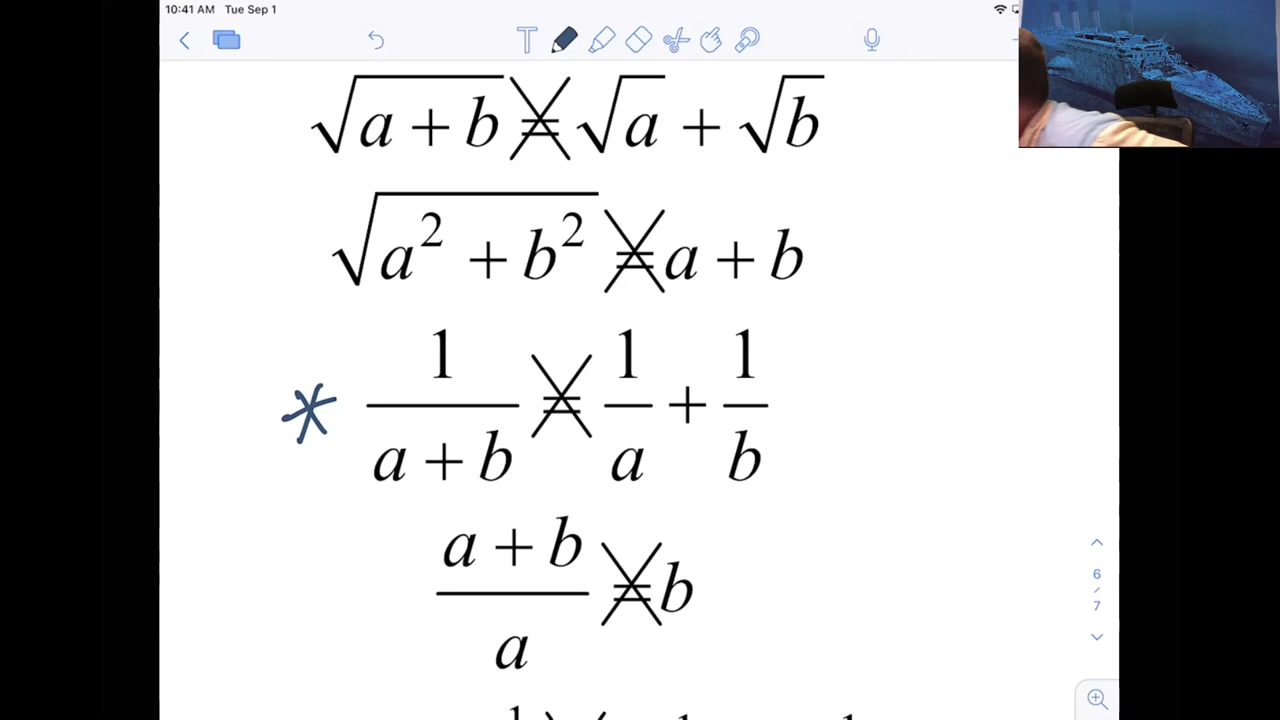 10:41 AM Tue Sep 1
T
√(a + b) ≠ √a + √b
√(a² + b²) ≠ a + b
* 1/(a + b) ≠ 1/a + 1/b
(a + b)/a ≠ b
6
/
7